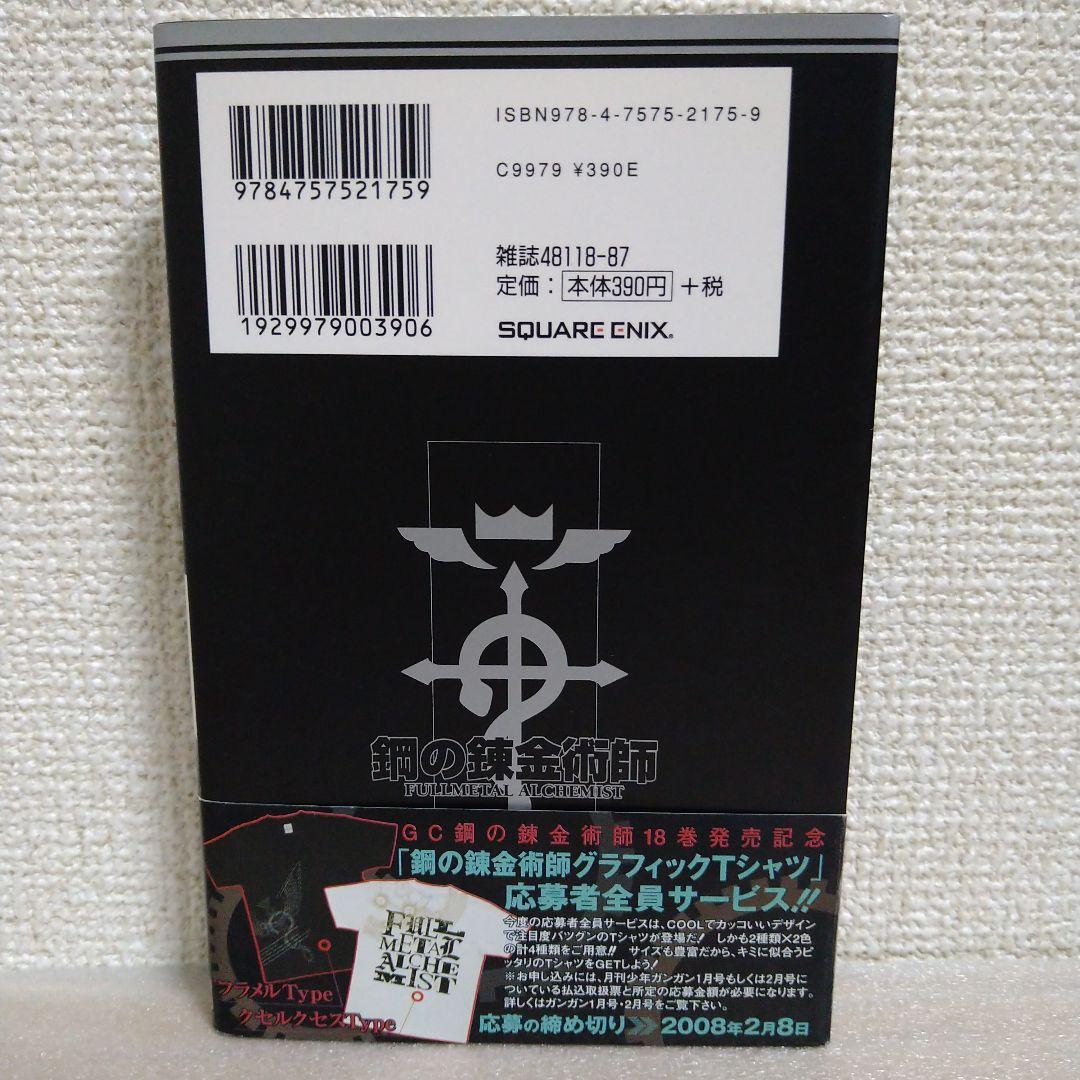 ISBN978-4-7575-2175-9
9784757521759
C9979 ¥390E
雑誌48118-87
定価：本体390円＋税
1929979003906
SQUARE ENIX®
鋼の錬金術師
FULLMETAL ALCHEMIST
GC鋼の錬金術師18巻発売記念
「鋼の錬金術師グラフィックTシャツ」
応募者全員サービス!!
今度の応募者全員サービスは、COOLでカッコいいデザイン
で注目度バツグンのTシャツが登場だ！ しかも2種類×2色
の計4種類をご用意!! サイズも豊富だから、キミに似合うピ
ッタリのTシャツをGETしよう！
※お申し込みには、月刊少年ガンガン1月号もしくは2月号に
ついている払込取扱票と所定の応募金額が必要になります。
詳しくはガンガン1月号・2月号をご覧下さい。
応募の締め切り≫2008年2月8日
FULL
METAL
ALCHE
MIST
フラメルType
クセルクセスType